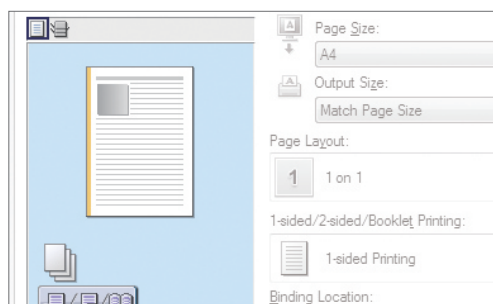 Page Size:
A4
Output Size:
Match Page Size
Page Layout:
1 1 on 1
1-sided/2-sided/Booklet Printing:
1-sided Printing
Binding Location: